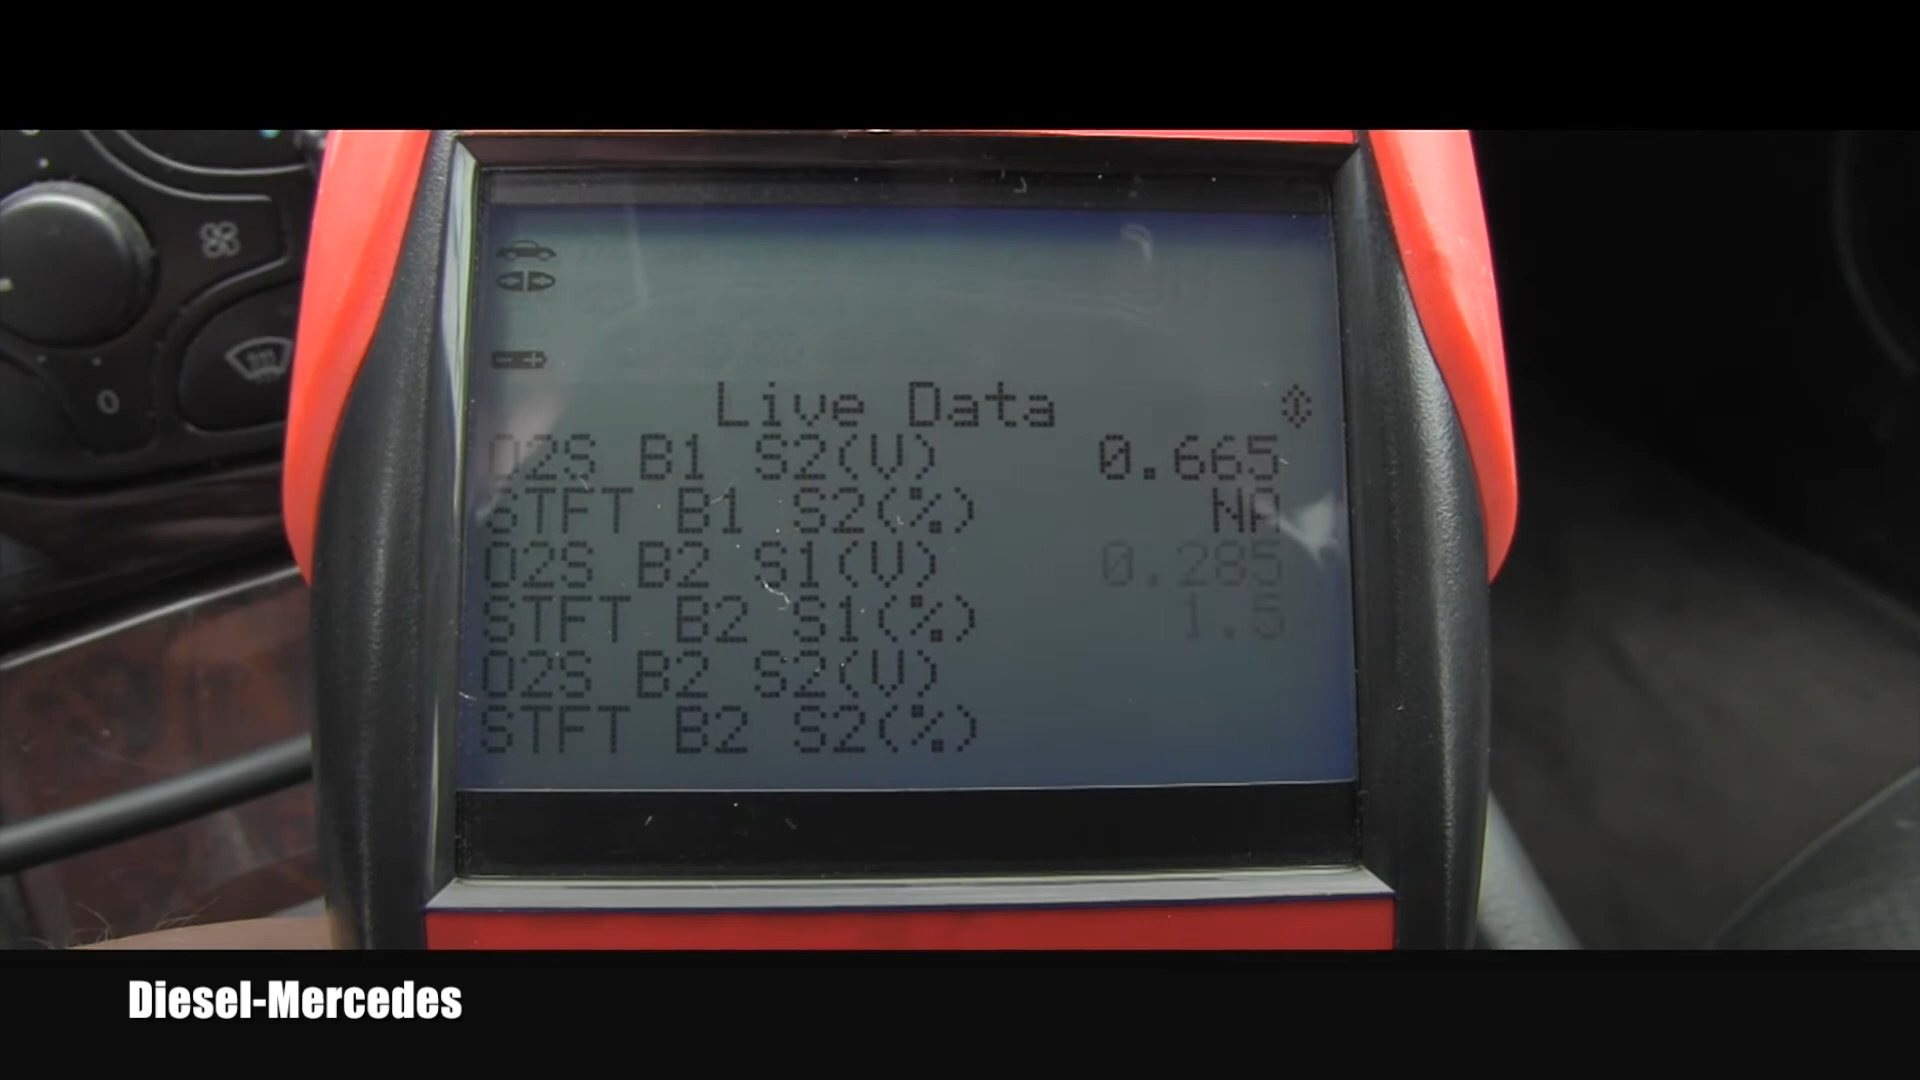 0
Live Data
O2S B1 S2(V) 0.665
STFT B1 S2(%) NA
O2S B2 S1(V) 0.285
STFT B2 S1(%) 1.5
O2S B2 S2(V)
STFT B2 S2(%)
Diesel-Mercedes